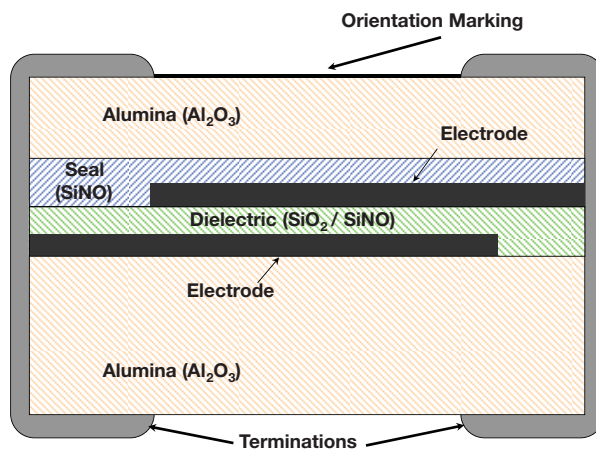 Orientation Marking
Alumina (Al₂O₃)
Electrode
Seal
(SiNO)
Dielectric (SiO₂ / SiNO)
Electrode
Alumina (Al₂O₃)
Terminations